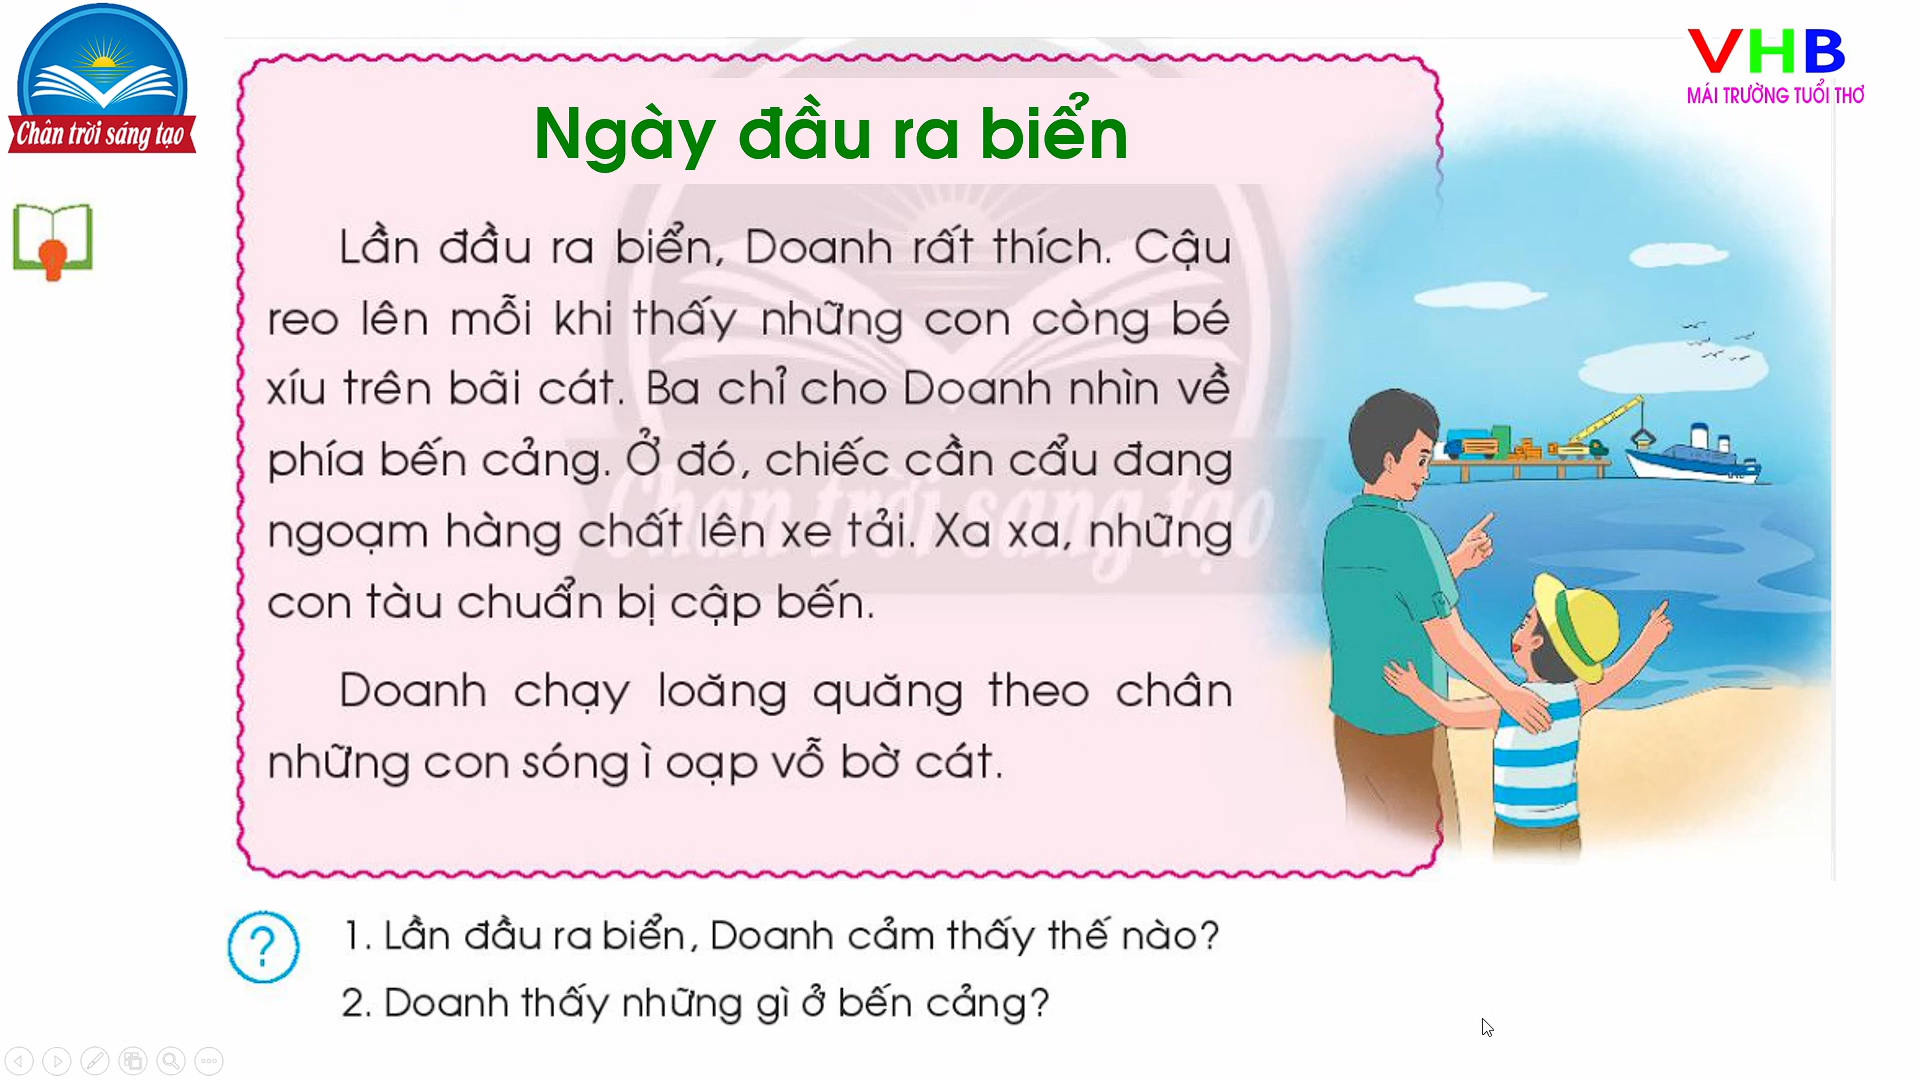 Chân trời sáng tạo
VHB
MÁI TRƯỜNG TUỔI THƠ
Ngày đầu ra biển
Lần đầu ra biển, Doanh rất thích. Cậu
reo lên mỗi khi thấy những con còng bé
xíu trên bãi cát. Ba chỉ cho Doanh nhìn về
phía bến cảng. Ở đó, chiếc cần cẩu đang
ngoạm hàng chất lên xe tải. Xa xa, những
con tàu chuẩn bị cập bến.
Doanh chạy loăng quăng theo chân
những con sóng ì oạp vỗ bờ cát.
Chân trời sáng tạo
?
1. Lần đầu ra biển, Doanh cảm thấy thế nào?
2. Doanh thấy những gì ở bến cảng?